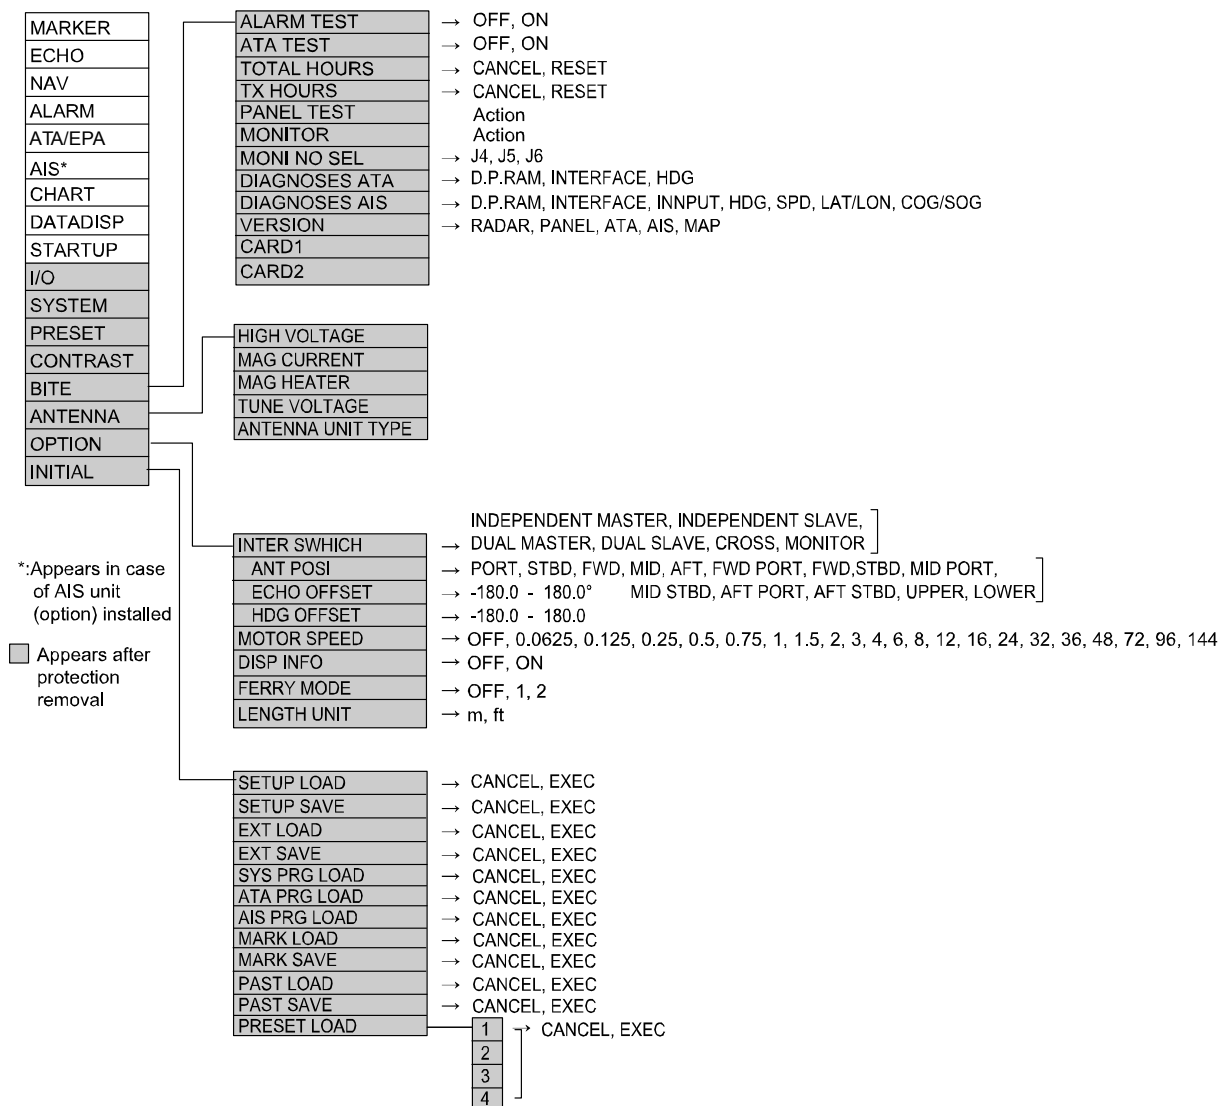 MARKER
ECHO
NAV
ALARM
ATA/EPA
AIS*
CHART
DATADISP
STARTUP
I/O
SYSTEM
PRESET
CONTRAST
BITE
ANTENNA
OPTION
INITIAL
*:Appears in case
of AIS unit
(option) installed
Appears after
protection
removal
ALARM TEST → OFF, ON
ATA TEST → OFF, ON
TOTAL HOURS → CANCEL, RESET
TX HOURS → CANCEL, RESET
PANEL TEST Action
MONITOR Action
MONI NO SEL → J4, J5, J6
DIAGNOSES ATA → D.P.RAM, INTERFACE, HDG
DIAGNOSES AIS → D.P.RAM, INTERFACE, INNPUT, HDG, SPD, LAT/LON, COG/SOG
VERSION → RADAR, PANEL, ATA, AIS, MAP
CARD1
CARD2
HIGH VOLTAGE
MAG CURRENT
MAG HEATER
TUNE VOLTAGE
ANTENNA UNIT TYPE
INDEPENDENT MASTER, INDEPENDENT SLAVE,
INTER SWHICH → DUAL MASTER, DUAL SLAVE, CROSS, MONITOR
ANT POSI → PORT, STBD, FWD, MID, AFT, FWD PORT, FWD,STBD, MID PORT,
ECHO OFFSET → -180.0 - 180.0° MID STBD, AFT PORT, AFT STBD, UPPER, LOWER
HDG OFFSET → -180.0 - 180.0
MOTOR SPEED → OFF, 0.0625, 0.125, 0.25, 0.5, 0.75, 1, 1.5, 2, 3, 4, 6, 8, 12, 16, 24, 32, 36, 48, 72, 96, 144
DISP INFO → OFF, ON
FERRY MODE → OFF, 1, 2
LENGTH UNIT → m, ft
SETUP LOAD → CANCEL, EXEC
SETUP SAVE → CANCEL, EXEC
EXT LOAD → CANCEL, EXEC
EXT SAVE → CANCEL, EXEC
SYS PRG LOAD → CANCEL, EXEC
ATA PRG LOAD → CANCEL, EXEC
AIS PRG LOAD → CANCEL, EXEC
MARK LOAD → CANCEL, EXEC
MARK SAVE → CANCEL, EXEC
PAST LOAD → CANCEL, EXEC
PAST SAVE → CANCEL, EXEC
PRESET LOAD 1 → CANCEL, EXEC
2
3
4